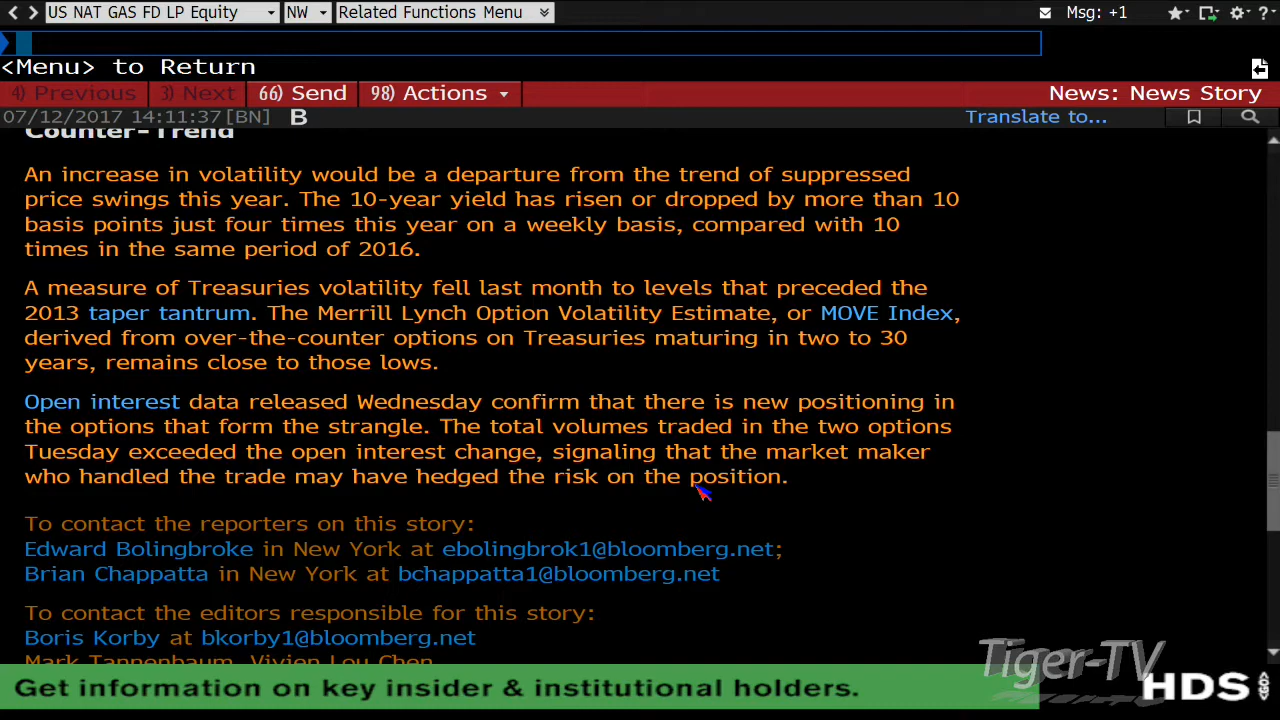 US NAT GAS FD LP Equity NW Related Functions Menu Msg: +1
<Menu> to Return
4) Previous 3) Next 66) Send 98) Actions News: News Story
07/12/2017 14:11:37 [BN] B Translate to...
Counter-Trend
An increase in volatility would be a departure from the trend of suppressed
price swings this year. The 10-year yield has risen or dropped by more than 10
basis points just four times this year on a weekly basis, compared with 10
times in the same period of 2016.
A measure of Treasuries volatility fell last month to levels that preceded the
2013 taper tantrum. The Merrill Lynch Option Volatility Estimate, or MOVE Index,
derived from over-the-counter options on Treasuries maturing in two to 30
years, remains close to those lows.
Open interest data released Wednesday confirm that there is new positioning in
the options that form the strangle. The total volumes traded in the two options
Tuesday exceeded the open interest change, signaling that the market maker
who handled the trade may have hedged the risk on the position.
To contact the reporters on this story:
Edward Bolingbroke in New York at ebolingbrok1@bloomberg.net;
Brian Chappatta in New York at bchappatta1@bloomberg.net
To contact the editors responsible for this story:
Boris Korby at bkorby1@bloomberg.net
Mark Tannenbaum, Vivien Lou Chen
Tiger-TV
Get information on key insider & institutional holders.
HDS <GO>